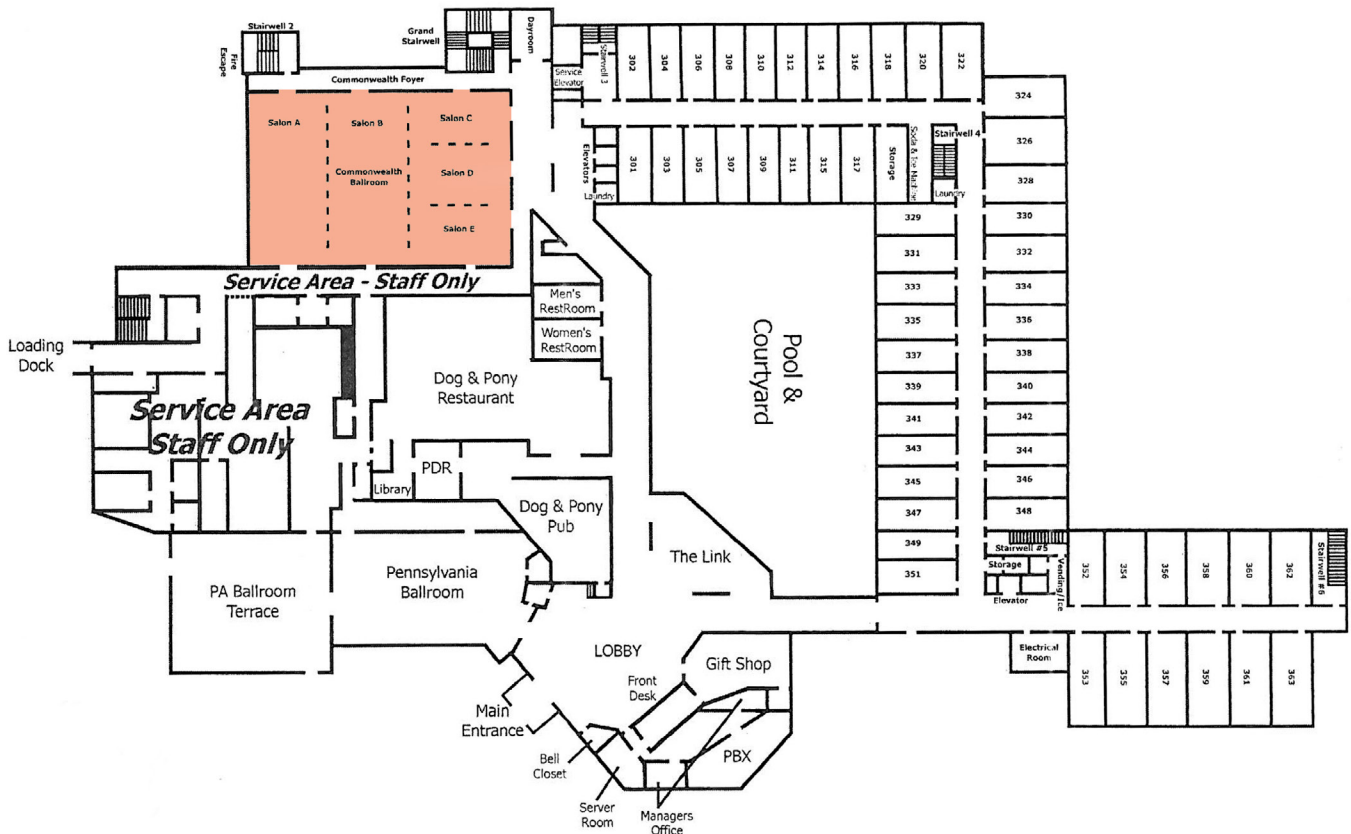 Stairwell 2
Fire
Escape
Grand
Stairwell
Dayroom
Commonwealth Foyer
Service
Elevator
Stairwell 3
302
304
306
308
310
312
314
316
318
320
322
324
326
328
330
332
334
336
338
340
342
344
346
348
Salon A
Salon B
Salon C
Commonwealth
Ballroom
Salon D
Salon E
Elevators
Laundry
301
303
305
307
309
311
315
317
Storage
Soda & Ice Machine
Stairwell 4
Laundry
329
331
333
335
337
339
341
343
345
347
349
351
Service Area - Staff Only
Men's
RestRoom
Women's
RestRoom
Loading
Dock
Service Area
Staff Only
Dog & Pony
Restaurant
Pool &
Courtyard
PDR
Library
Dog & Pony
Pub
The Link
PA Ballroom
Terrace
Pennsylvania
Ballroom
Stairwell #5
Storage
Elevator
Vending/Ice
352
354
356
358
360
362
Stairwell #6
Electrical
Room
353
355
357
359
361
363
LOBBY
Gift Shop
Front
Desk
Main
Entrance
Bell
Closet
PBX
Server
Room
Managers
Office